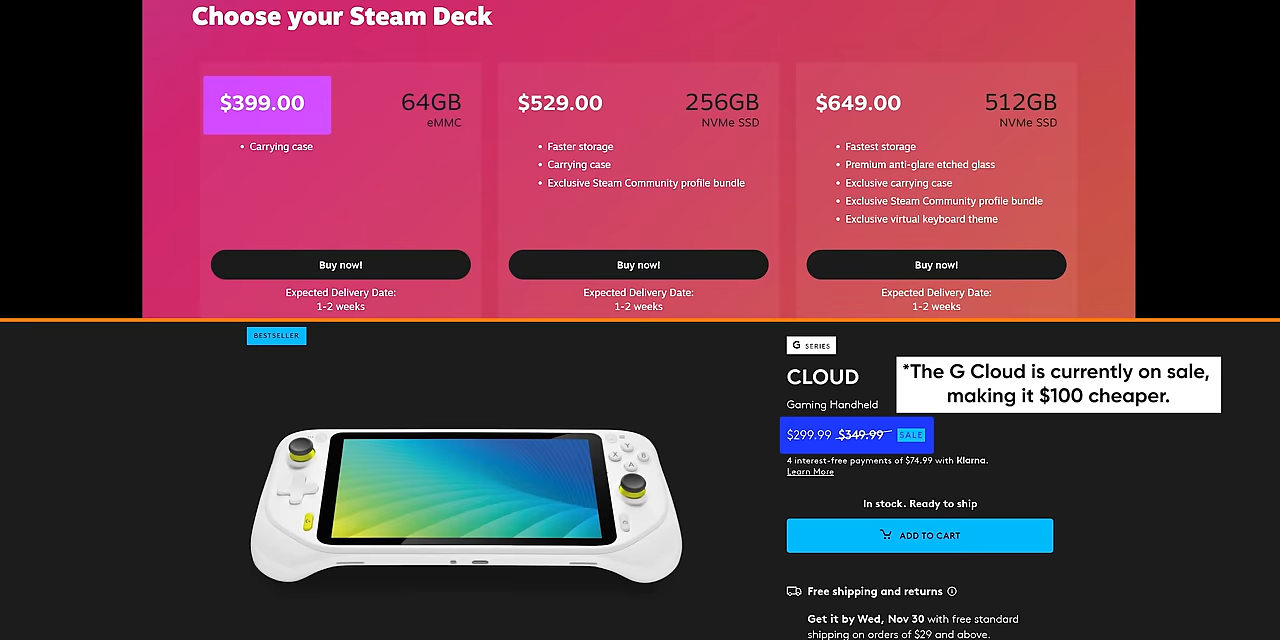 Choose your Steam Deck
$399.00
64GB
eMMC
• Carrying case
Buy now!
Expected Delivery Date:
1-2 weeks
$529.00
256GB
NVMe SSD
• Faster storage
• Carrying case
• Exclusive Steam Community profile bundle
Buy now!
Expected Delivery Date:
1-2 weeks
$649.00
512GB
NVMe SSD
• Fastest storage
• Premium anti-glare etched glass
• Exclusive carrying case
• Exclusive Steam Community profile bundle
• Exclusive virtual keyboard theme
Buy now!
Expected Delivery Date:
1-2 weeks
BESTSELLER
Y
X
B
A
G SERIES
CLOUD
Gaming Handheld
*The G Cloud is currently on sale,
making it $100 cheaper.
$299.99 $349.99 SALE
4 interest-free payments of $74.99 with Klarna.
Learn More
In stock. Ready to ship
ADD TO CART
Free shipping and returns
Get it by Wed, Nov 30 with free standard
shipping on orders of $29 and above.